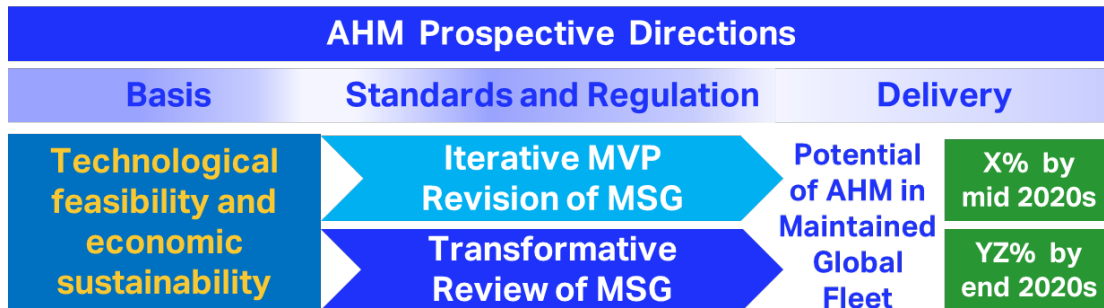 AHM Prospective Directions
Basis
Standards and Regulation
Delivery
Technological
feasibility and
economic
sustainability
Iterative MVP
Revision of MSG
Transformative
Review of MSG
Potential
of AHM in
Maintained
Global
Fleet
X% by
mid 2020s
YZ% by
end 2020s